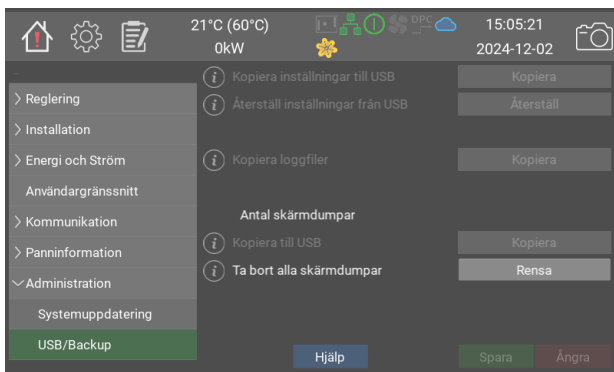 21°C (60°C)
0kW
DPC
15:05:21
2024-12-02
Reglering
Installation
Energi och Ström
Användargränssnitt
Kommunikation
Panninformation
Administration
Systemuppdatering
USB/Backup
Kopiera inställningar till USB
Kopiera
Återställ inställningar från USB
Återställ
Kopiera loggfiler
Kopiera
Antal skärmdumpar
Kopiera till USB
Kopiera
Ta bort alla skärmdumpar
Rensa
Hjälp
Spara
Ångra